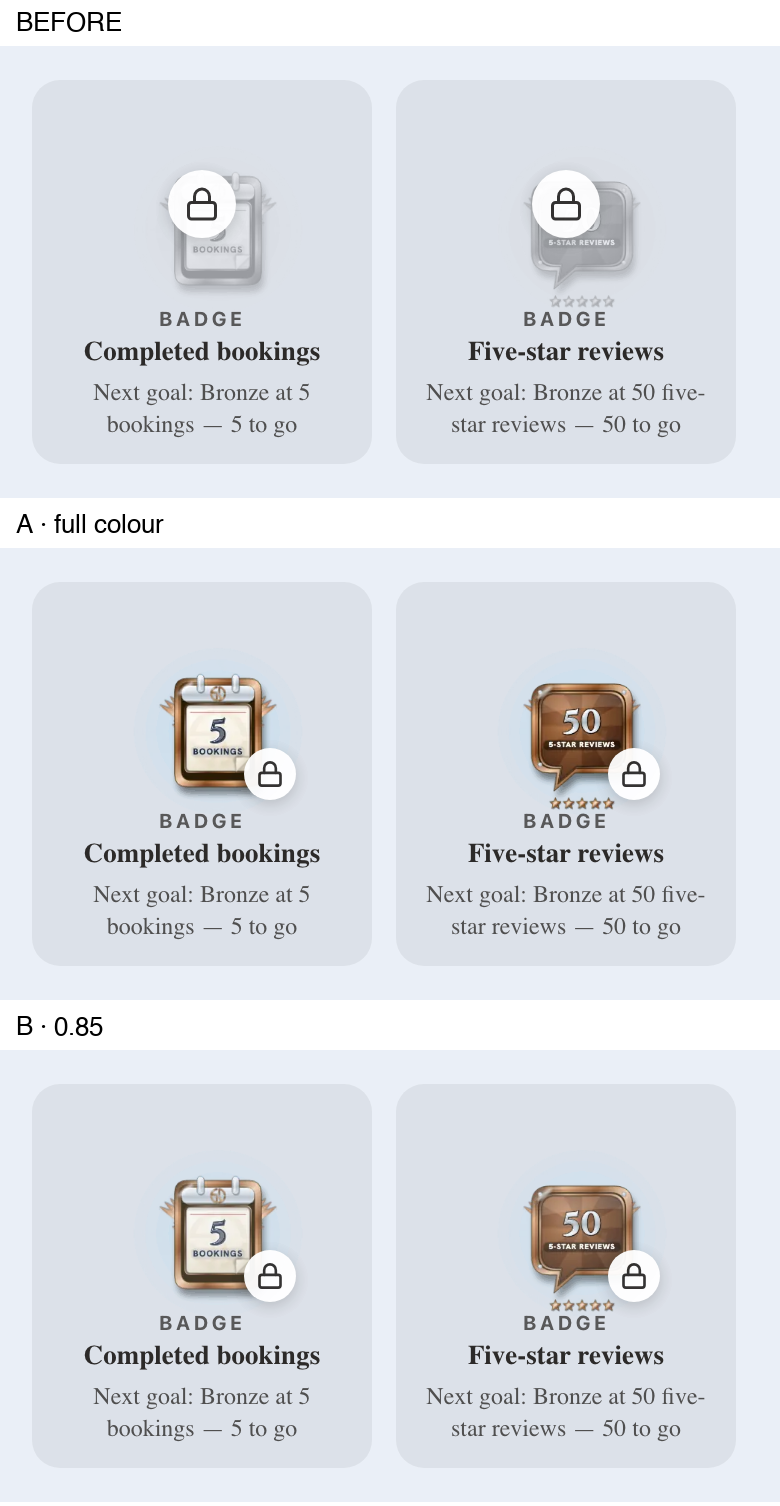 BEFORE
BOOKINGS
5-STAR REVIEWS
BADGE
BADGE
Completed bookings
Five-star reviews
Next goal: Bronze at 5
bookings — 5 to go
Next goal: Bronze at 50 five-
star reviews — 50 to go
A · full colour
5
BOOKINGS
50
5-STAR REVIEWS
BADGE
BADGE
Completed bookings
Five-star reviews
Next goal: Bronze at 5
bookings — 5 to go
Next goal: Bronze at 50 five-
star reviews — 50 to go
B · 0.85
5
BOOKINGS
50
5-STAR REVIEWS
BADGE
BADGE
Completed bookings
Five-star reviews
Next goal: Bronze at 5
bookings — 5 to go
Next goal: Bronze at 50 five-
star reviews — 50 to go